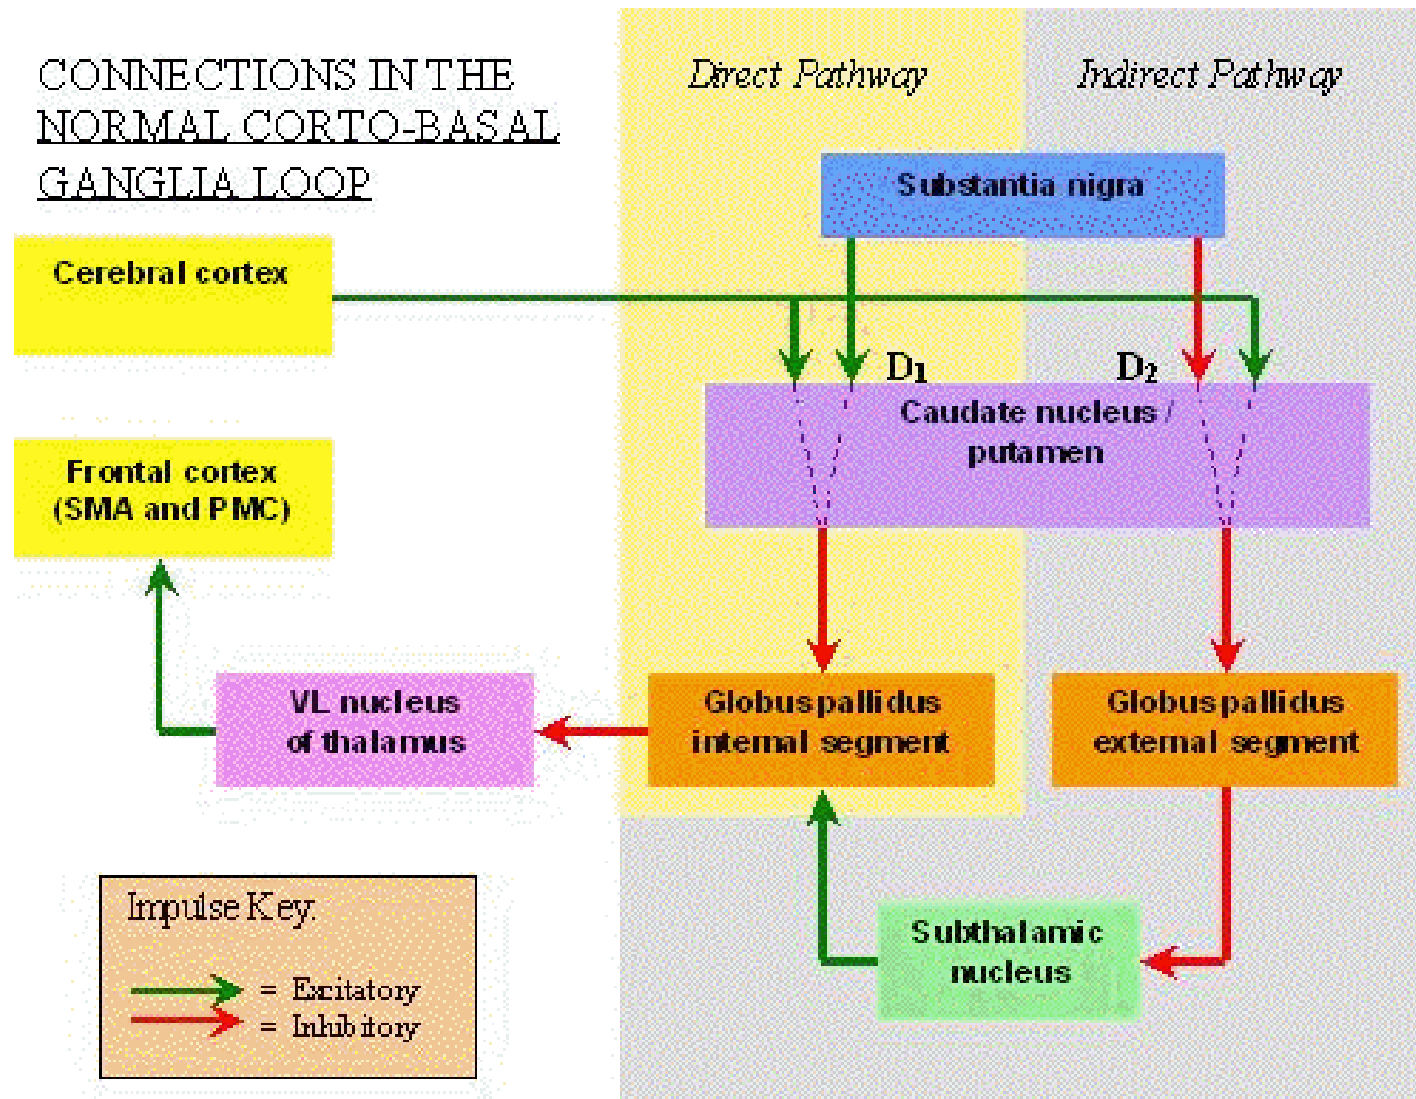 CONNECTIONS IN THE
NORMAL CORTO-BASAL
GANGLIA LOOP
Direct Pathway
Indirect Pathway
Substantia nigra
Cerebral cortex
D₁
D₂
Caudate nucleus /
putamen
Frontal cortex
(SMA and PMC)
VL nucleus
of thalamus
Globus pallidus
internal segment
Globus pallidus
external segment
Subthalamic
nucleus
Impulse Key:
= Excitatory
= Inhibitory